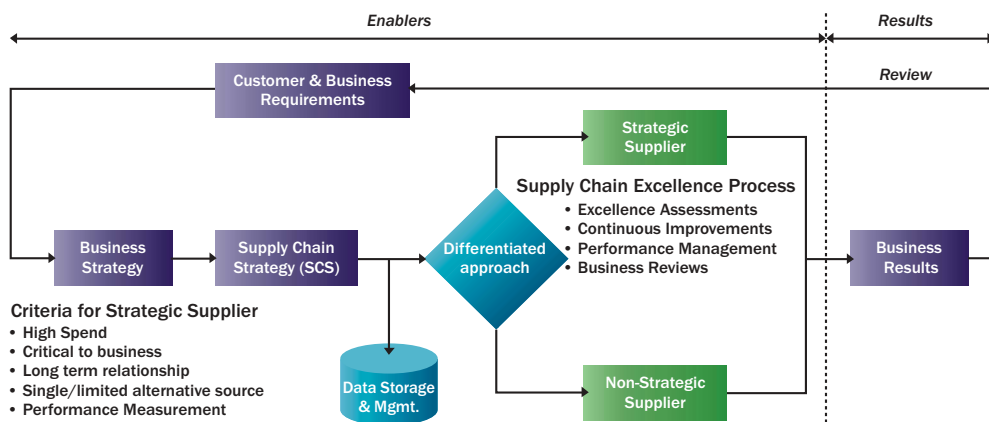 Enablers
Results
Review
Customer & Business
Requirements
Strategic
Supplier
Supply Chain Excellence Process
• Excellence Assessments
• Continuous Improvements
• Performance Management
• Business Reviews
Business
Strategy
Supply Chain
Strategy (SCS)
Differentiated
approach
Business
Results
Criteria for Strategic Supplier
• High Spend
• Critical to business
• Long term relationship
• Single/limited alternative source
• Performance Measurement
Data Storage
& Mgmt.
Non-Strategic
Supplier